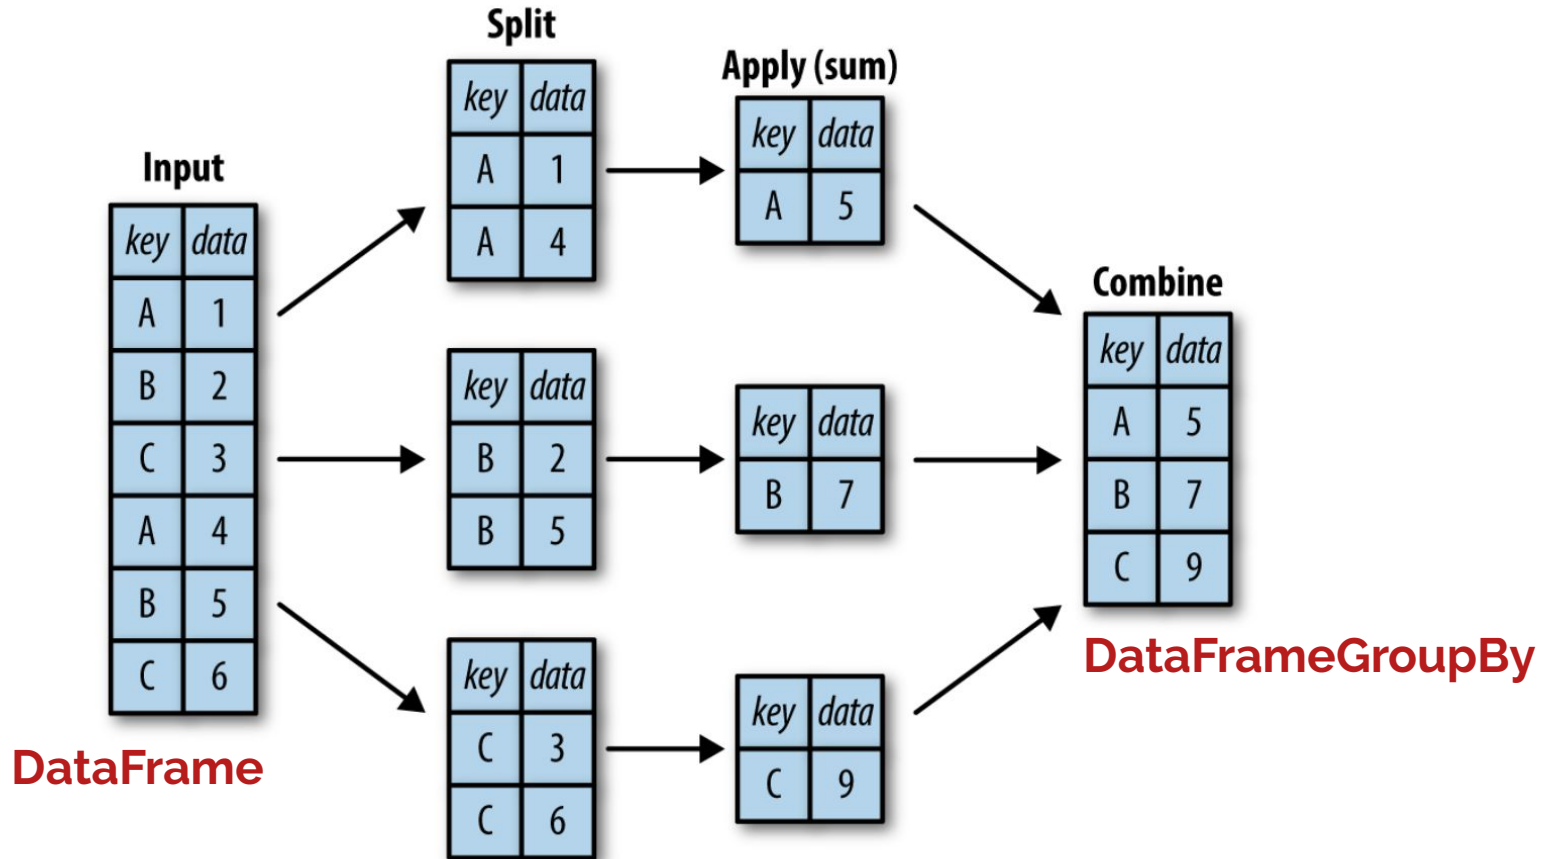 Input
key data
A 1
B 2
C 3
A 4
B 5
C 6
DataFrame
Split
key data
A 1
A 4
key data
B 2
B 5
key data
C 3
C 6
Apply (sum)
key data
A 5
key data
B 7
key data
C 9
Combine
key data
A 5
B 7
C 9
DataFrameGroupBy